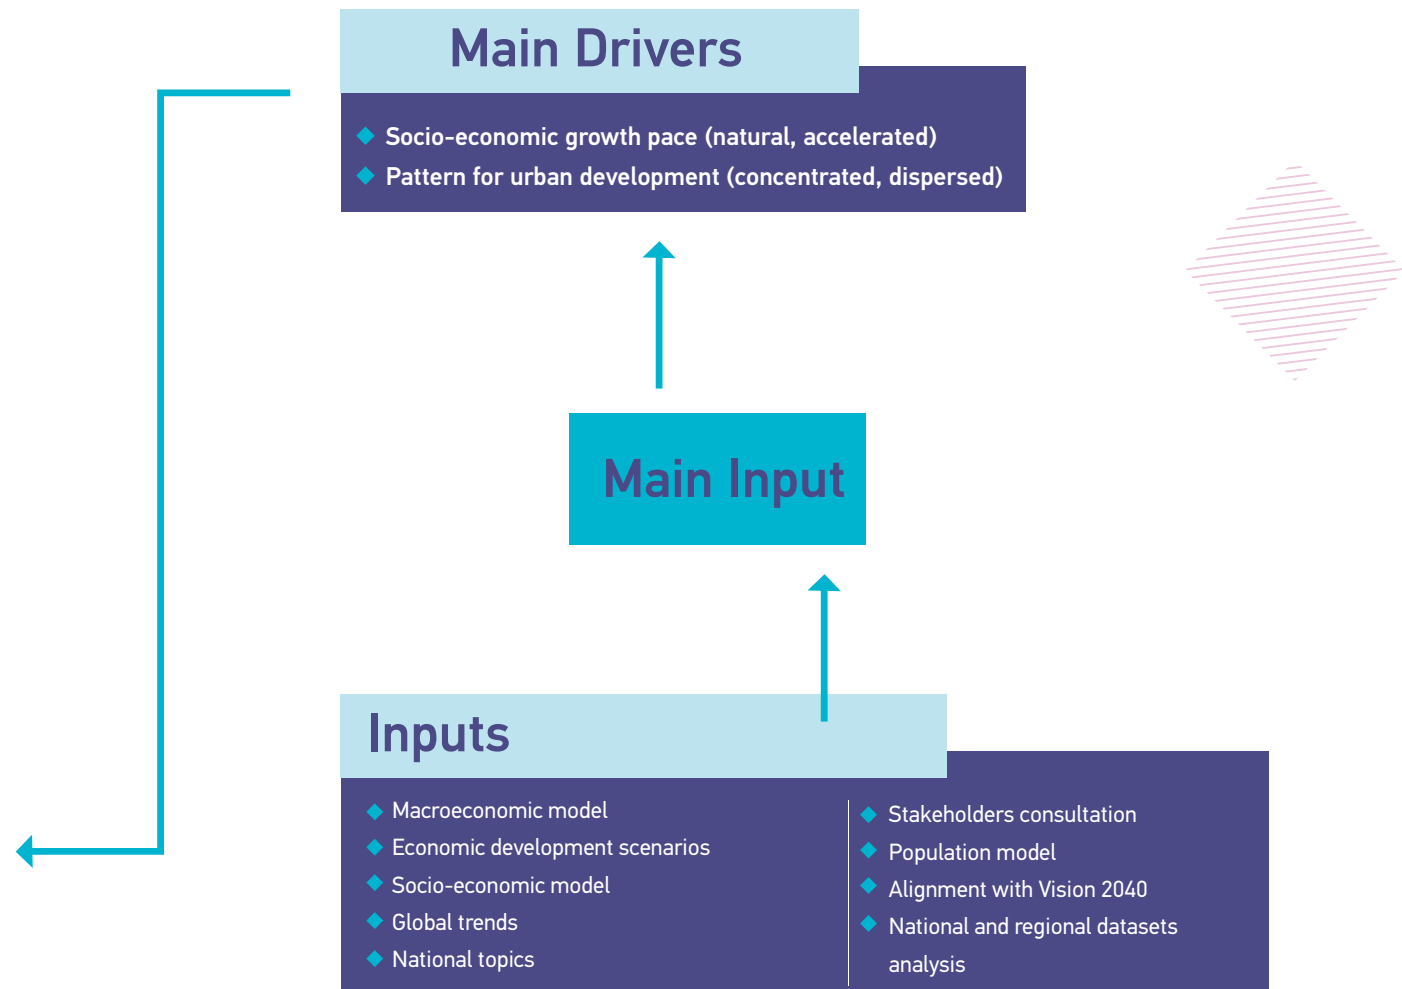 Main Drivers
Socio-economic growth pace (natural, accelerated)
Pattern for urban development (concentrated, dispersed)
Main Input
Inputs
Macroeconomic model
Economic development scenarios
Socio-economic model
Global trends
National topics
Stakeholders consultation
Population model
Alignment with Vision 2040
National and regional datasets
analysis